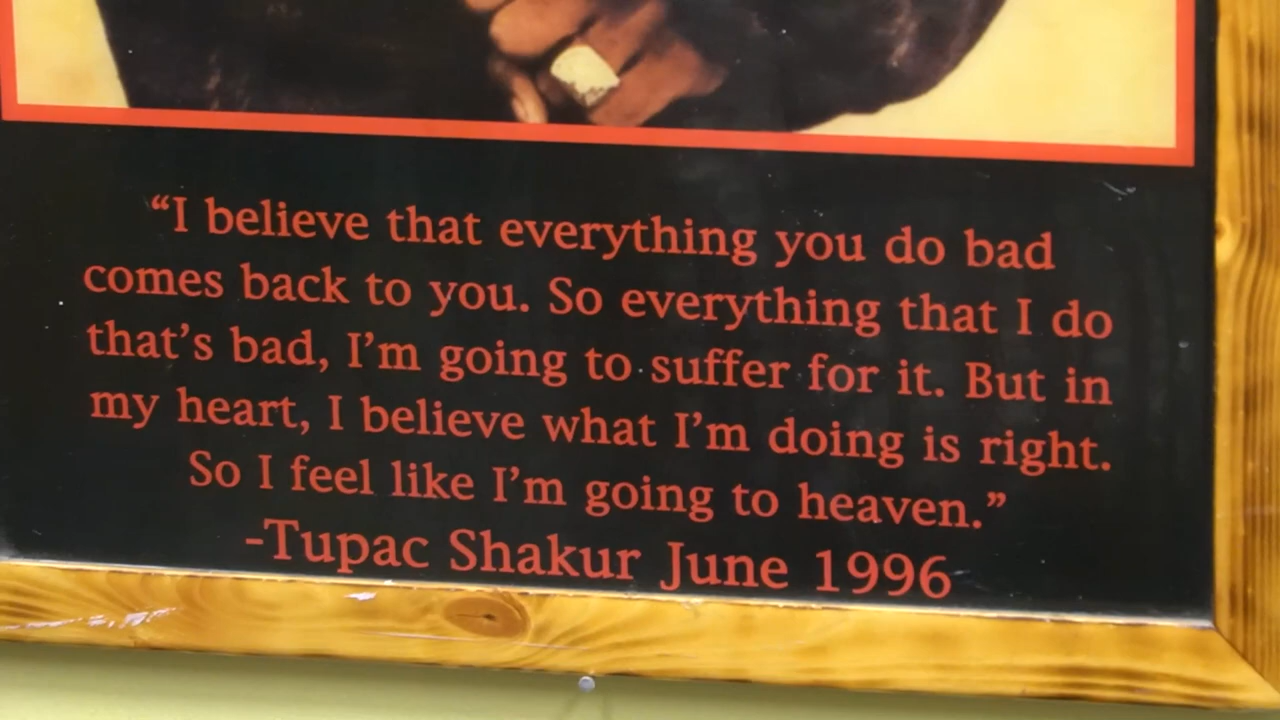 “I believe that everything you do bad
comes back to you. So everything that I do
that’s bad, I’m going to suffer for it. But in
my heart, I believe what I’m doing is right.
So I feel like I’m going to heaven.”
-Tupac Shakur June 1996